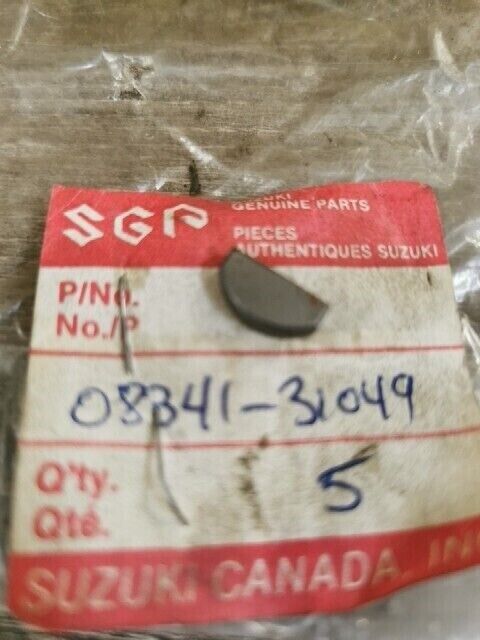 SGP
GENUINE PARTS
PIECES
AUTHENTIQUES SUZUKI
P/No.
No./P
08341-31049
Q'ty.
Qté.
5
SUZUKI CANADA